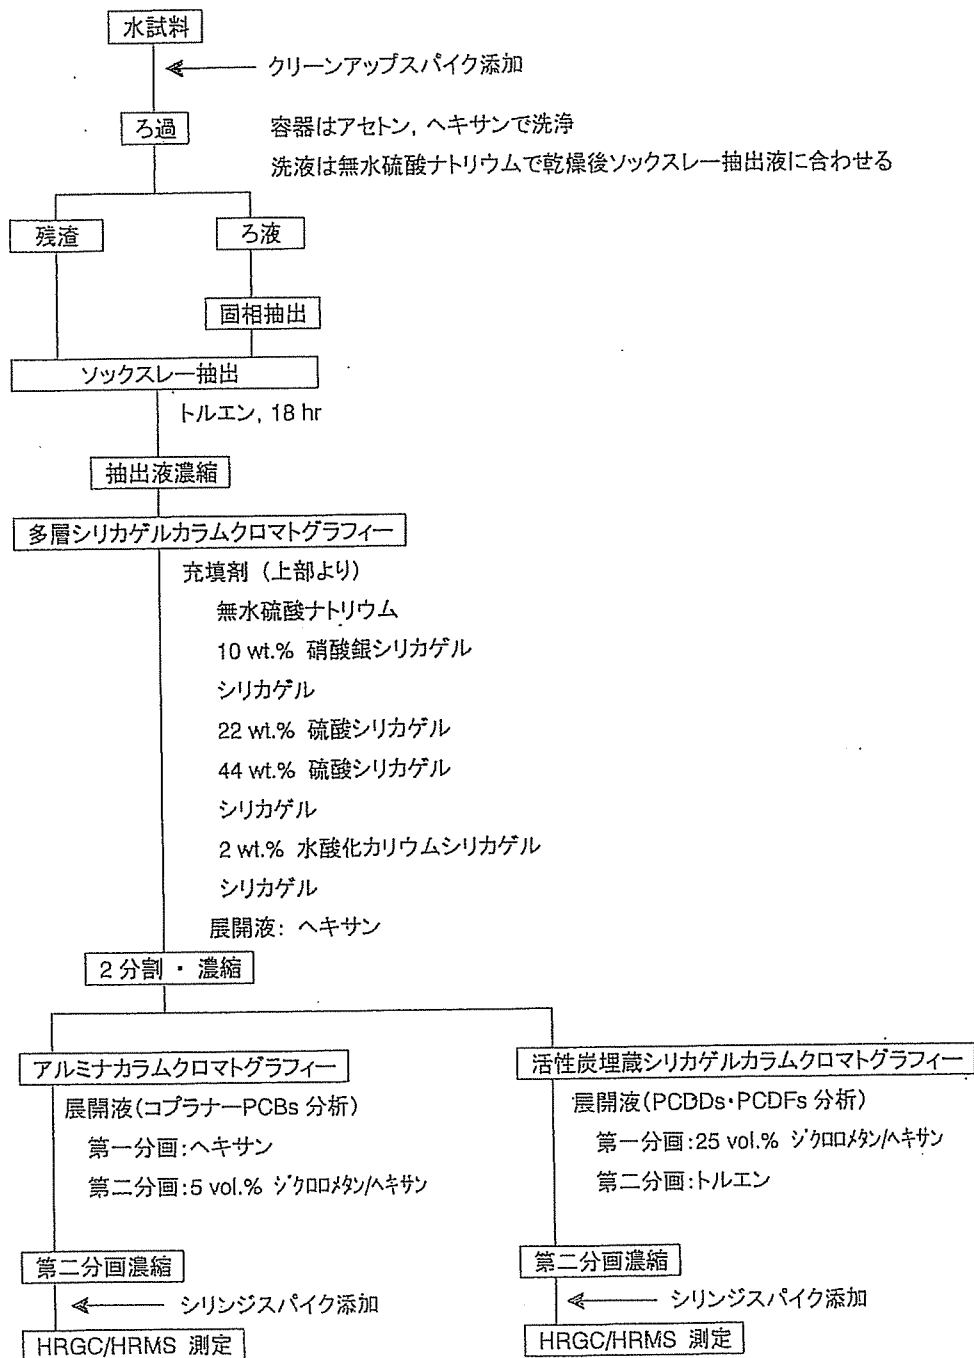 水試料
クリーンアップスパイク添加
ろ過
容器はアセトン, ヘキサンで洗浄
洗液は無水硫酸ナトリウムで乾燥後ソックスレー抽出液に合わせる
残渣
ろ液
固相抽出
ソックスレー抽出
トルエン, 18 hr
抽出液濃縮
多層シリカゲルカラムクロマトグラフィー
充填剤（上部より）
無水硫酸ナトリウム
10 wt.% 硝酸銀シリカゲル
シリカゲル
22 wt.% 硫酸シリカゲル
44 wt.% 硫酸シリカゲル
シリカゲル
2 wt.% 水酸化カリウムシリカゲル
シリカゲル
展開液: ヘキサン
2 分割 ・ 濃縮
アルミナカラムクロマトグラフィー
展開液(コプラナーPCBs 分析)
第一分画:ヘキサン
第二分画:5 vol.% ジクロロメタン/ヘキサン
第二分画濃縮
シリンジスパイク添加
HRGC/HRMS 測定
活性炭埋蔵シリカゲルカラムクロマトグラフィー
展開液(PCDDs・PCDFs 分析)
第一分画:25 vol.% ジクロロメタン/ヘキサン
第二分画:トルエン
第二分画濃縮
シリンジスパイク添加
HRGC/HRMS 測定